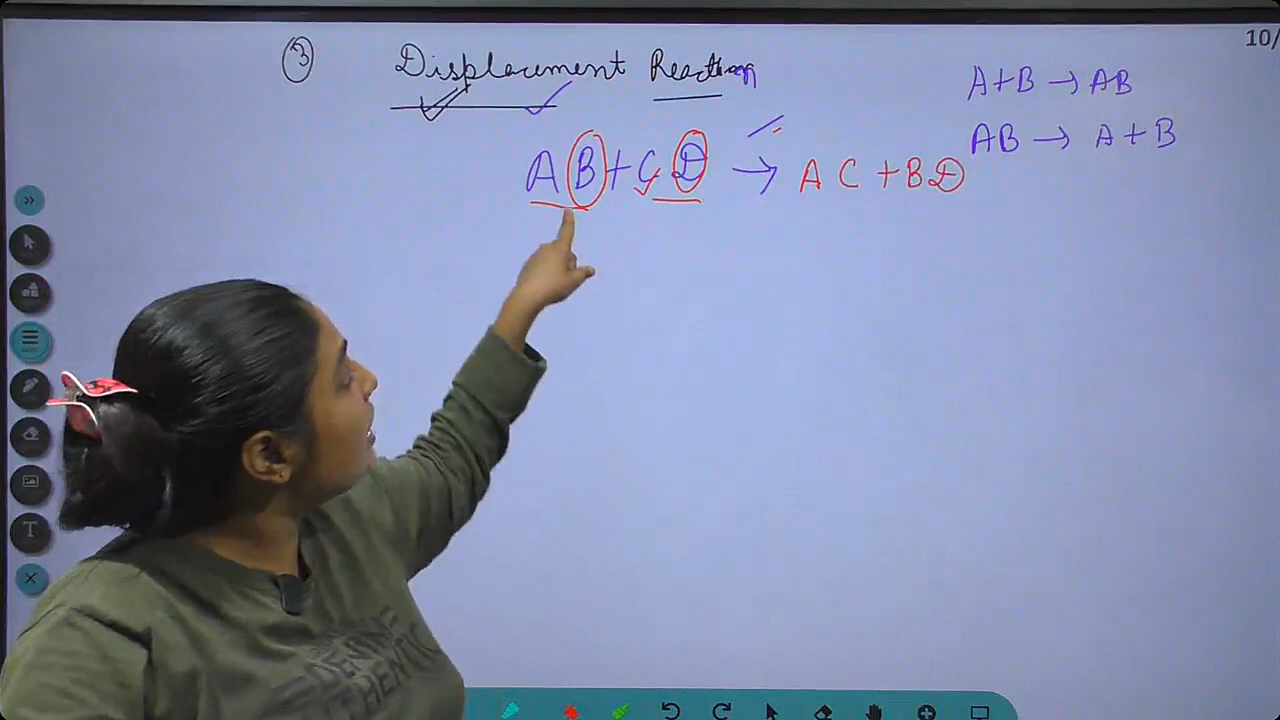 ③ Displacement Reaction
10/
A+B → AB
AB → A + B
AB + CD → AC + BD
T